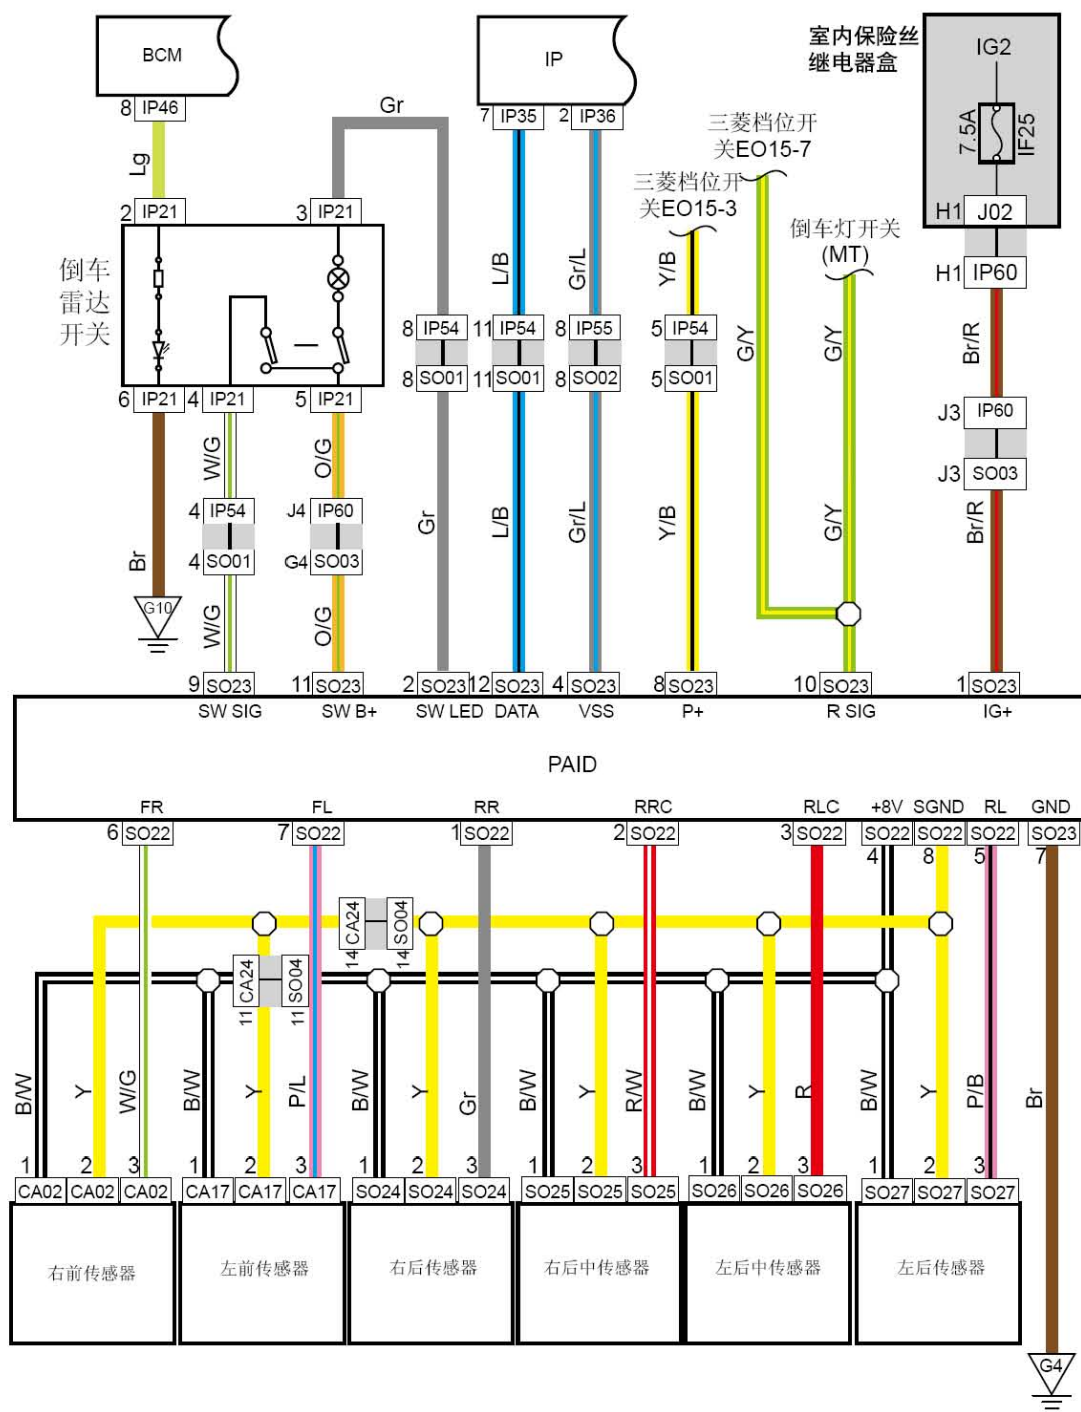 BCM
IP
室内保险丝
继电器盒
IG2
7.5A
IF25
8 IP46
7 IP35
2 IP36
Gr
Lg
三菱档位开
关EO15-7
三菱档位开
关EO15-3
倒车灯开关
(MT)
H1 J02
H1 IP60
2 IP21
3 IP21
倒车
雷达
开关
L/B
Gr/L
Y/B
G/Y
G/Y
Br/R
8 IP54
11 IP54
8 IP55
5 IP54
8 SO01
11 SO01
8 SO02
5 SO01
6 IP21
4 IP21
5 IP21
J3 IP60
J3 SO03
W/G
O/G
4 IP54
J4 IP60
4 SO01
G4 SO03
Br
Gr
L/B
Gr/L
Y/B
G/Y
Br/R
G10
W/G
O/G
9 SO23
11 SO23
2 SO23
12 SO23
4 SO23
8 SO23
10 SO23
1 SO23
SW SIG
SW B+
SW LED
DATA
VSS
P+
R SIG
IG+
PAID
FR
FL
RR
RRC
RLC
+8V
SGND
RL
GND
6 SO22
7 SO22
1 SO22
2 SO22
3 SO22
SO22
4
SO22
8
SO22
5
SO23
7
14 CA24
14 SO04
11 CA24
11 SO04
B/W
Y
W/G
B/W
Y
P/L
B/W
Y
Gr
B/W
Y
R/W
B/W
Y
R
B/W
Y
P/B
Br
1 2 3
1 2 3
1 2 3
1 2 3
1 2 3
1 2 3
CA02 CA02 CA02
CA17 CA17 CA17
SO24 SO24 SO24
SO25 SO25 SO25
SO26 SO26 SO26
SO27 SO27 SO27
右前传感器
左前传感器
右后传感器
右后中传感器
左后中传感器
左后传感器
G4